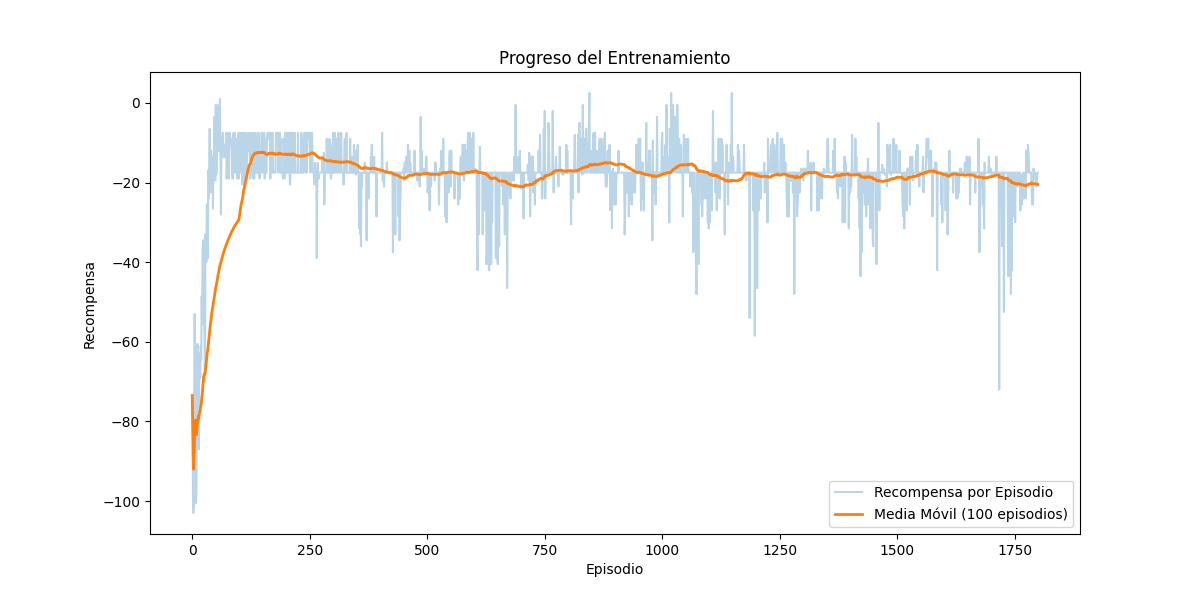 Progreso del Entrenamiento
Recompensa
0
−20
−40
−60
−80
−100
0
250
500
750
1000
1250
1500
1750
Episodio
Recompensa por Episodio
Media Móvil (100 episodios)